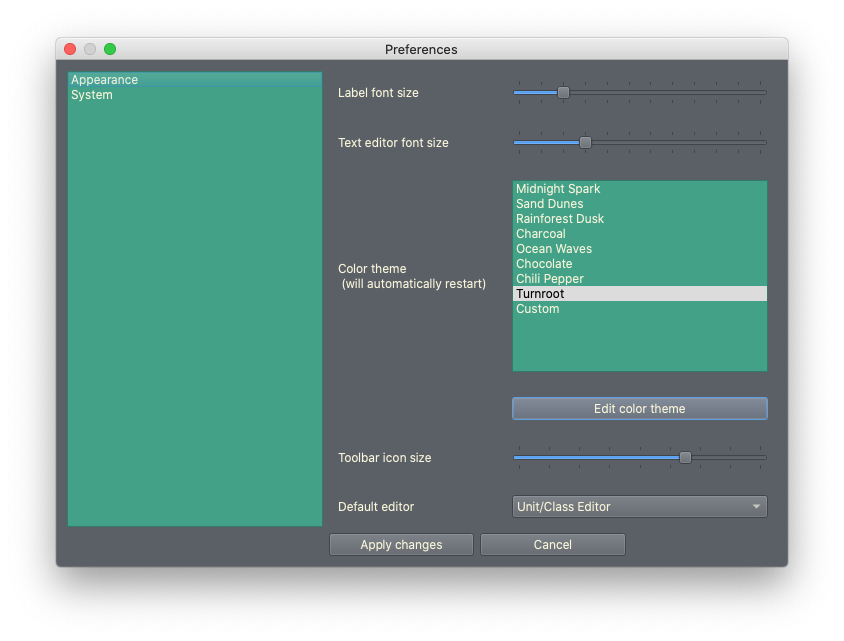 Preferences
Appearance
System
Label font size
Text editor font size
Midnight Spark
Sand Dunes
Rainforest Dusk
Charcoal
Ocean Waves
Chocolate
Chili Pepper
Turnroot
Custom
Color theme
(will automatically restart)
Edit color theme
Toolbar icon size
Default editor
Unit/Class Editor
Apply changes
Cancel